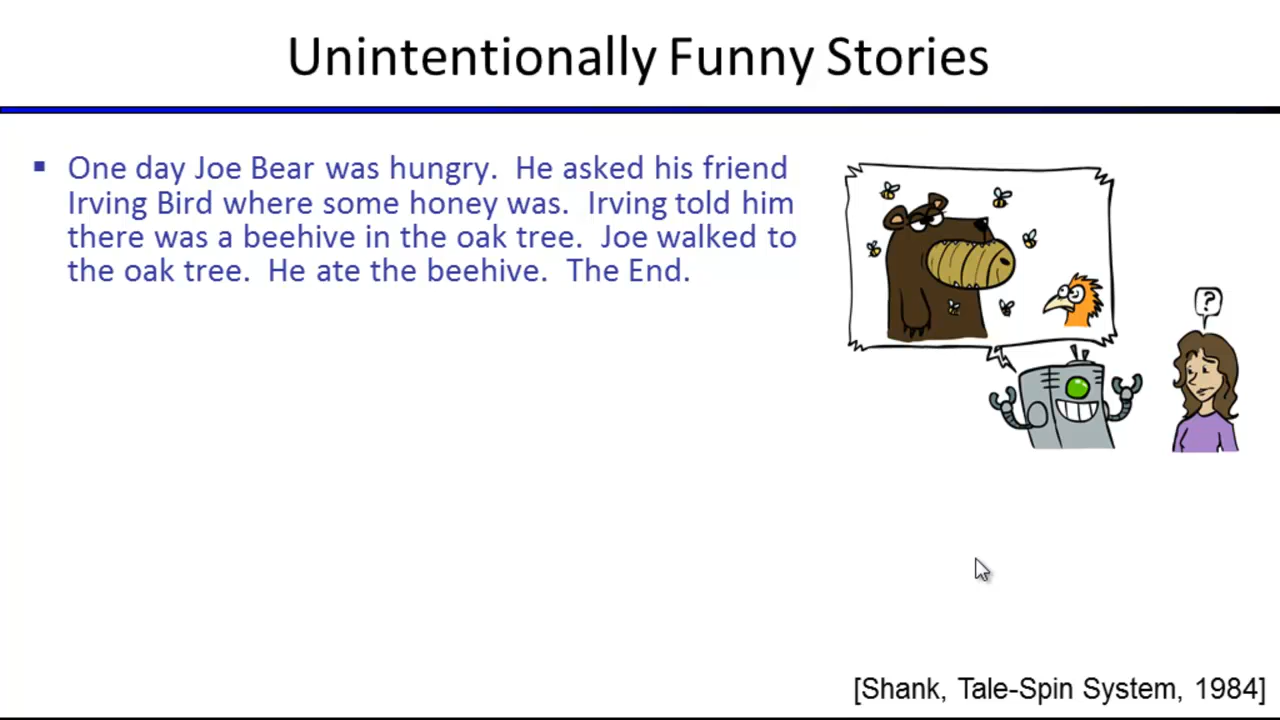 Unintentionally Funny Stories
One day Joe Bear was hungry. He asked his friend
Irving Bird where some honey was. Irving told him
there was a beehive in the oak tree. Joe walked to
the oak tree. He ate the beehive. The End.
?
[Shank, Tale-Spin System, 1984]